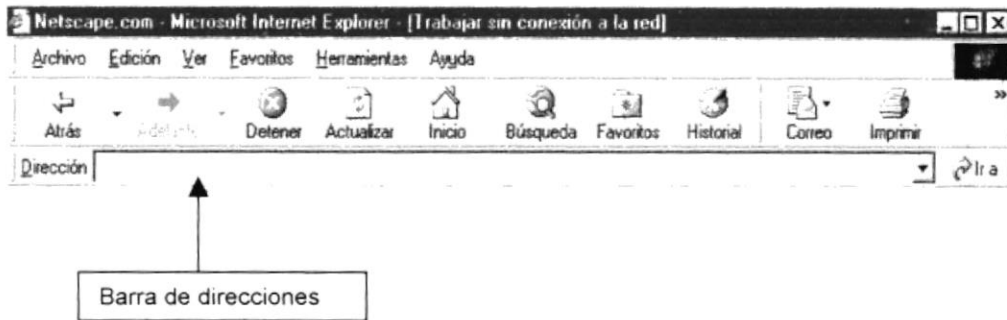 Netscape.com - Microsoft Internet Explorer - [Trabajar sin conexión a la red]
Archivo Edición Ver Favoritos Herramientas Ayuda
Atrás Adelante Detener Actualizar Inicio Búsqueda Favoritos Historial Correo Imprimir »
Dirección Ir a
Barra de direcciones